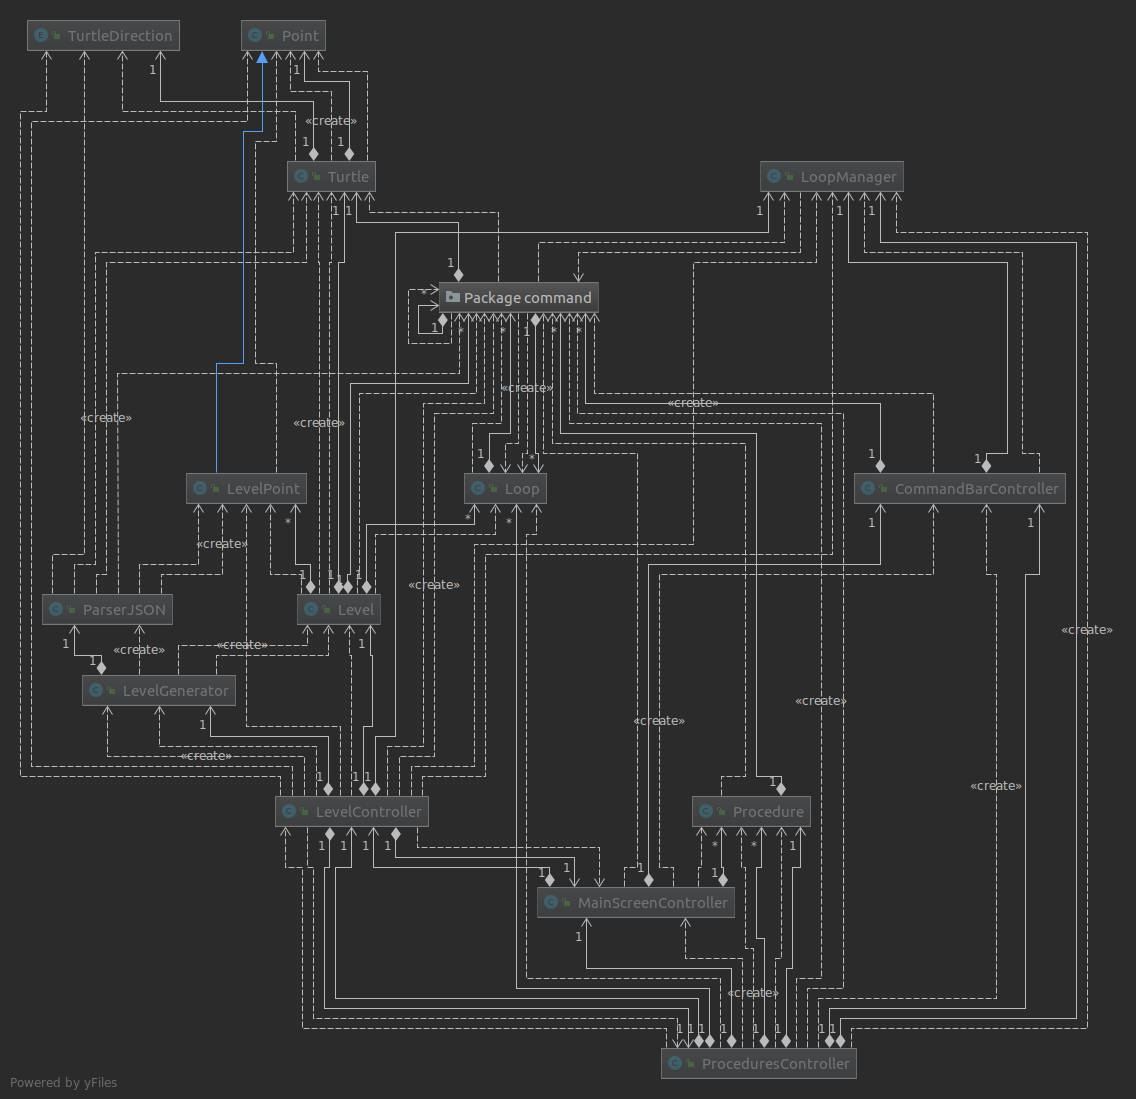 TurtleDirection
Point
1
1
«create»
1
1
Turtle
LoopManager
1
1
1
1
1
1
*
Package command
1
*
*
1
*
*
«create»
«create»
«create»
«create»
1
*
1
1
LevelPoint
Loop
CommandBarController
*
*
*
1
1
«create»
1
1
1
1
«create»
ParserJSON
Level
1
«create»
«create»
1
«create»
1
LevelGenerator
«create»
«create»
1
«create»
1
1
1
«create»
1
LevelController
Procedure
1
1
1
1
*
*
1
1
1
1
1
MainScreenController
1
«create»
1
1
1
1
1
1
1
1
1
ProceduresController
Powered by yFiles